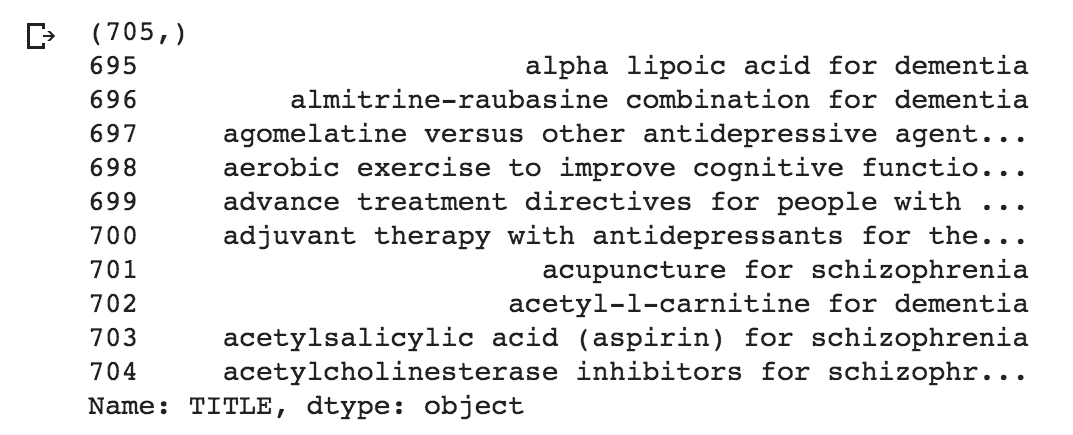 (705,)
695 alpha lipoic acid for dementia
696 almitrine-raubasine combination for dementia
697 agomelatine versus other antidepressive agent...
698 aerobic exercise to improve cognitive functio...
699 advance treatment directives for people with ...
700 adjuvant therapy with antidepressants for the...
701 acupuncture for schizophrenia
702 acetyl-l-carnitine for dementia
703 acetylsalicylic acid (aspirin) for schizophrenia
704 acetylcholinesterase inhibitors for schizophr...
Name: TITLE, dtype: object